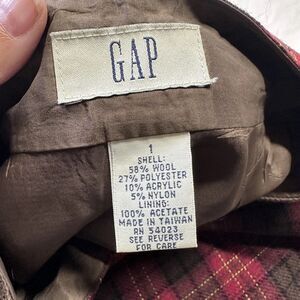 GAP
1
SHELL:
58% WOOL
27% POLYESTER
10% ACRYLIC
5% NYLON
LINING:
100% ACETATE
MADE IN TAIWAN
RN 54023
SEE REVERSE
FOR CARE